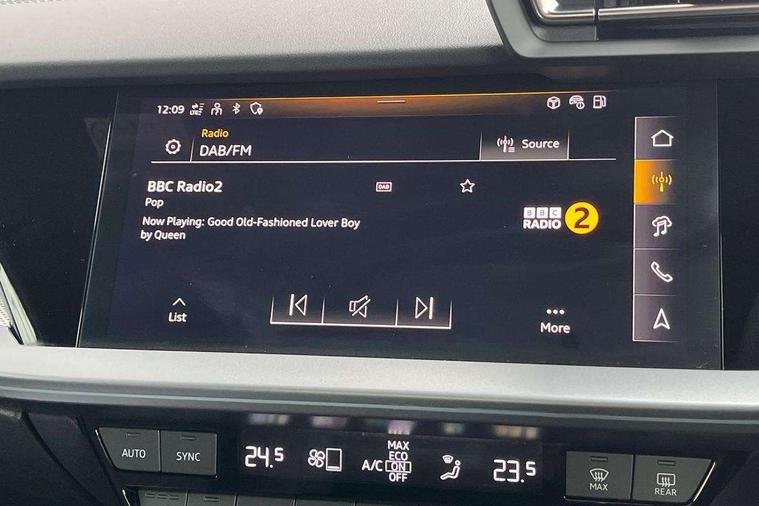 12:09 LTE
Radio
DAB/FM
Source
BBC Radio2
DAB
Pop
Now Playing: Good Old-Fashioned Lover Boy
by Queen
BBC
RADIO 2
List
More
AUTO
SYNC
24.5
A/C
MAX
ECO
ON
OFF
23.5
MAX
REAR